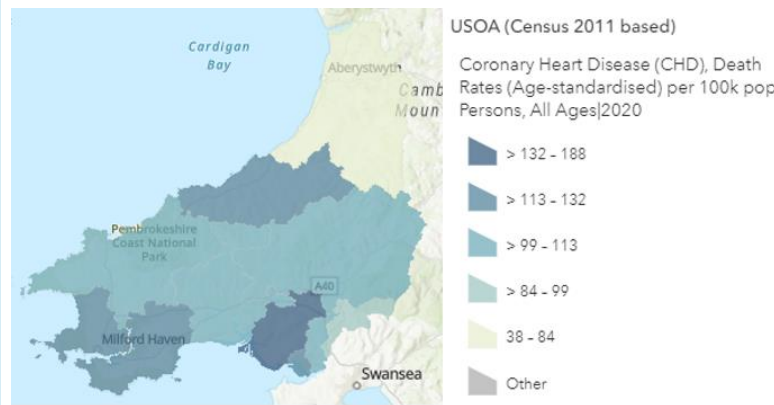 Cardigan
Bay
Aberystwyth
Camb
Moun
Pembrokeshire
Coast National
Park
A40
Milford Haven
Swansea
USOA (Census 2011 based)
Coronary Heart Disease (CHD), Death
Rates (Age-standardised) per 100k pop
Persons, All Ages|2020
> 132 - 188
> 113 - 132
> 99 - 113
> 84 - 99
38 - 84
Other